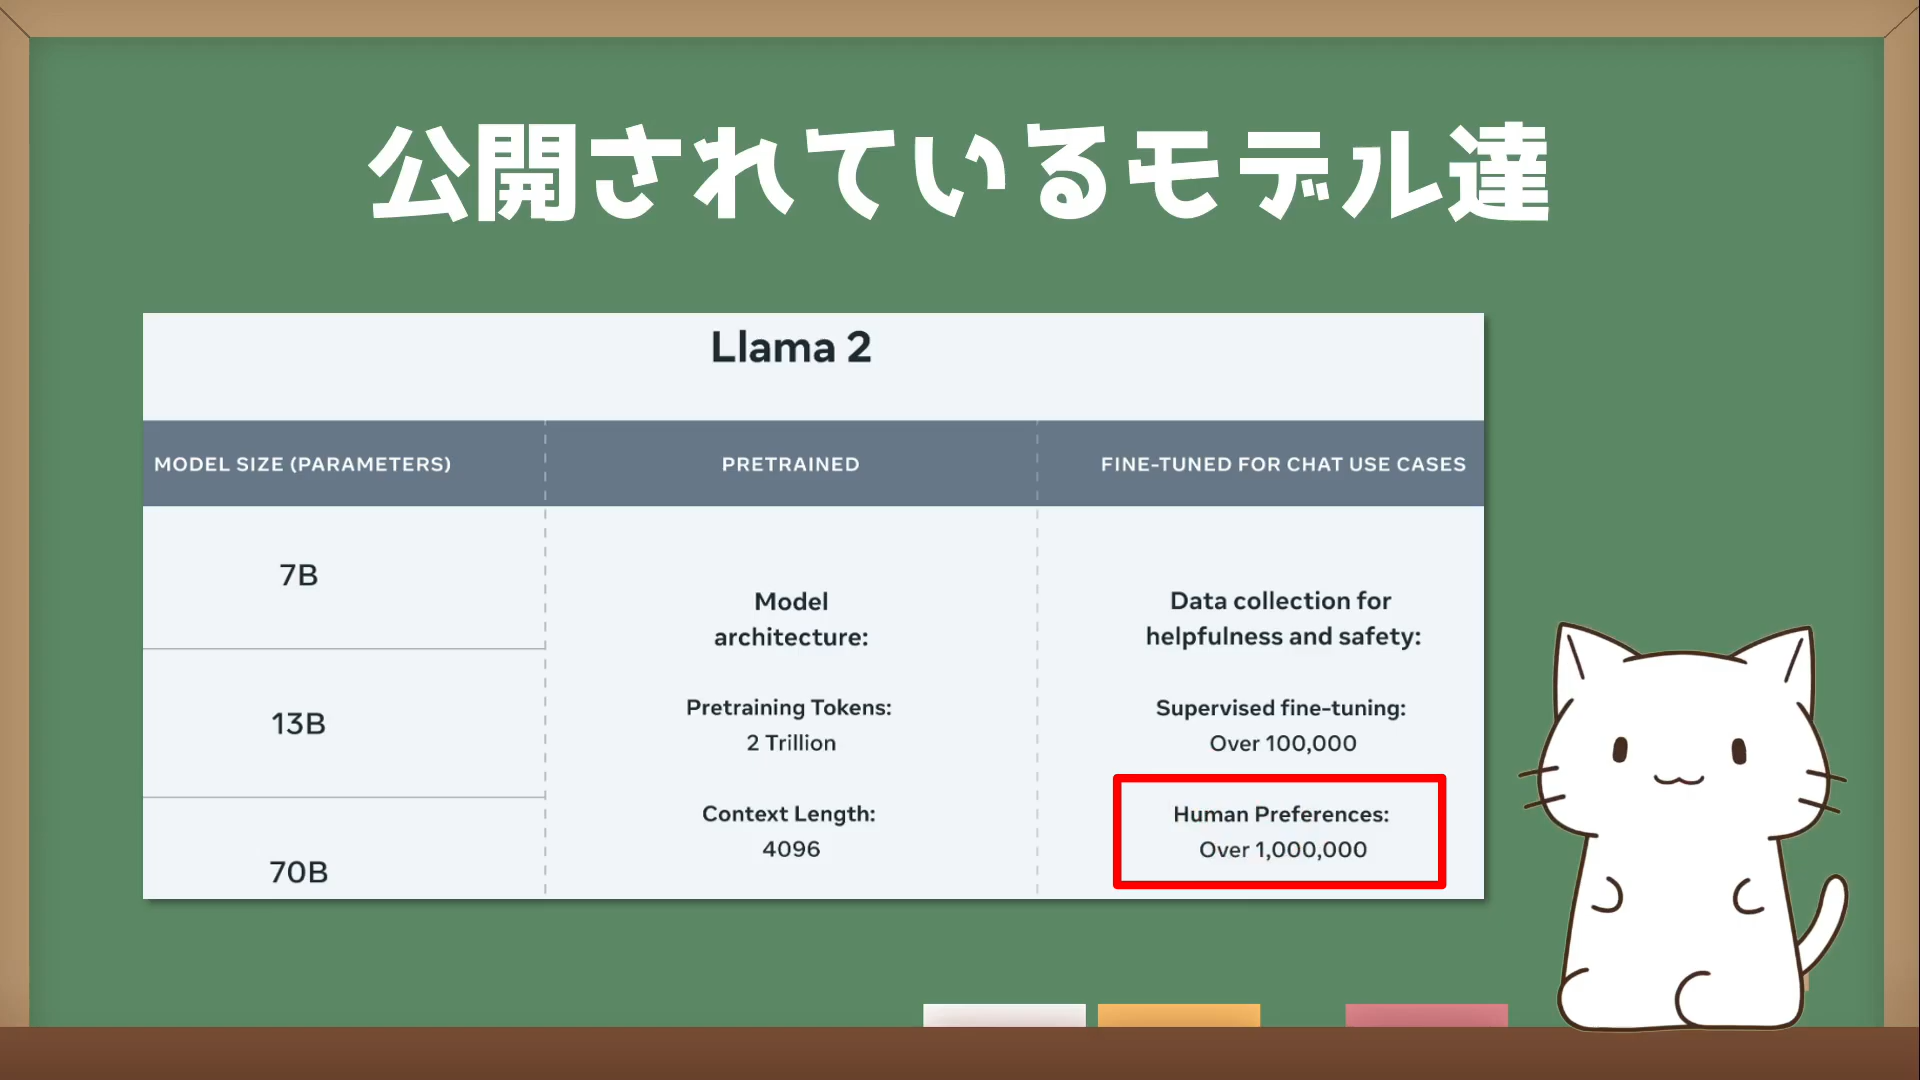 公開されているモデル達
Llama 2
MODEL SIZE (PARAMETERS)
PRETRAINED
FINE-TUNED FOR CHAT USE CASES
7B
13B
70B
Model
architecture:
Pretraining Tokens:
2 Trillion
Context Length:
4096
Data collection for
helpfulness and safety:
Supervised fine-tuning:
Over 100,000
Human Preferences:
Over 1,000,000